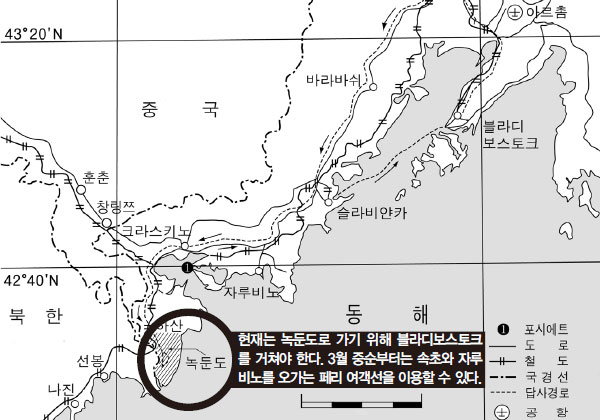 43°20'N
아르촘
바라바쉬
중 국
블라디
보스토크
훈춘
창링쯔
크라스키노
슬라비얀카
42°40'N
자루비노
북 한
동 해
하산
녹둔도
선봉
나진
현재는 녹둔도로 가기 위해 블라디보스토크
를 거쳐야 한다. 3월 중순부터는 속초와 자루
비노를 오가는 페리 여객선을 이용할 수 있다.
1
1 포시에트
도 로
철 도
국 경 선
답사경로
공 항